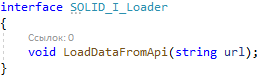 interface SOLID_I_Loader
{
Ссылок: 0
void LoadDataFromApi(string url);
}